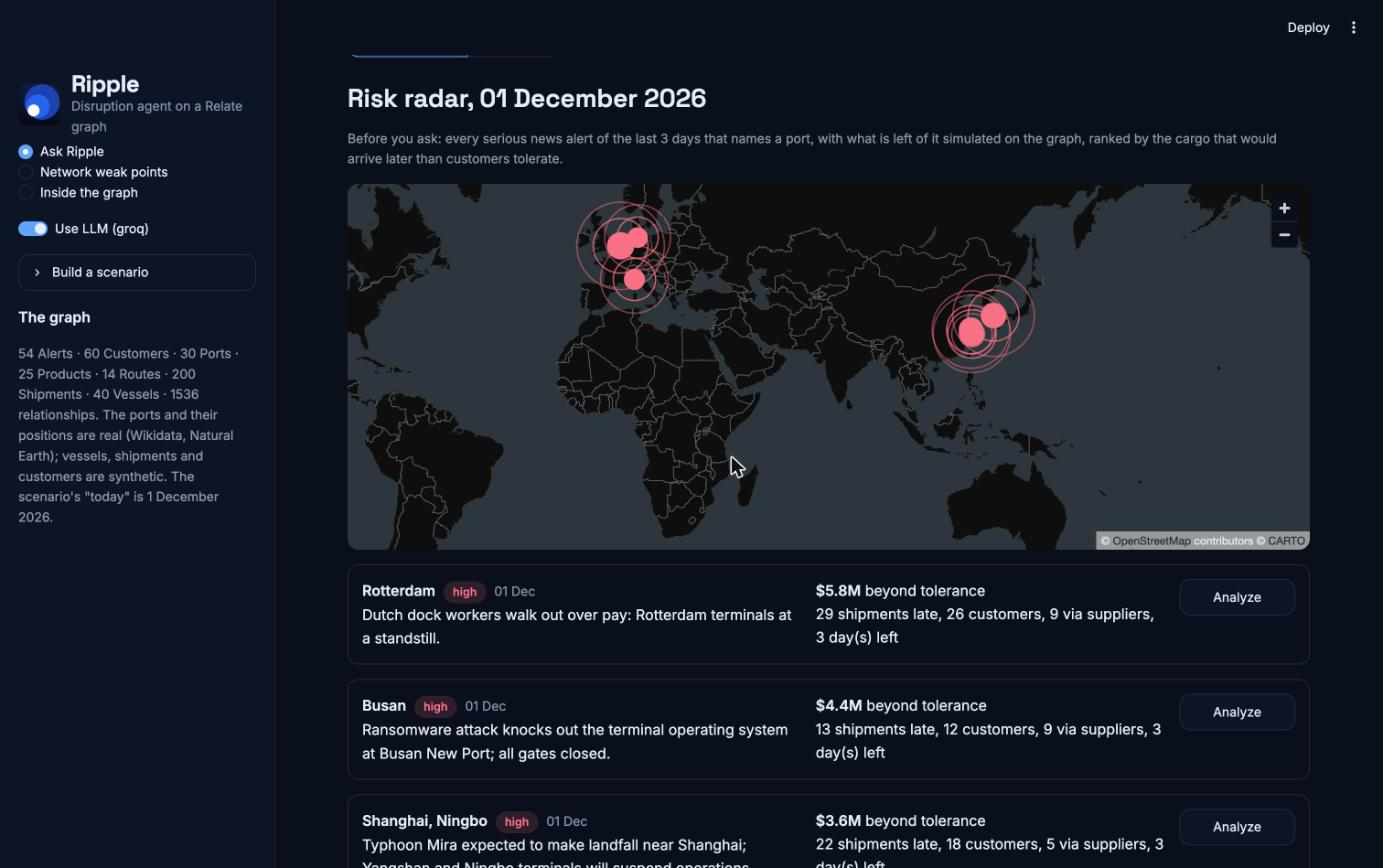 Deploy
Ripple
Disruption agent on a Relate
graph
Ask Ripple
Network weak points
Inside the graph
Use LLM (groq)
Build a scenario
The graph
54 Alerts · 60 Customers · 30 Ports ·
25 Products · 14 Routes · 200
Shipments · 40 Vessels · 1536
relationships. The ports and their
positions are real (Wikidata, Natural
Earth); vessels, shipments and
customers are synthetic. The
scenario's "today" is 1 December
2026.
Risk radar, 01 December 2026
Before you ask: every serious news alert of the last 3 days that names a port, with what is left of it simulated on the graph, ranked by the cargo that would
arrive later than customers tolerate.
+
−
© OpenStreetMap contributors © CARTO
Rotterdam high 01 Dec
Dutch dock workers walk out over pay: Rotterdam terminals at
a standstill.
$5.8M beyond tolerance
29 shipments late, 26 customers, 9 via suppliers,
3 day(s) left
Analyze
Busan high 01 Dec
Ransomware attack knocks out the terminal operating system
at Busan New Port; all gates closed.
$4.4M beyond tolerance
13 shipments late, 12 customers, 9 via suppliers, 3
day(s) left
Analyze
Shanghai, Ningbo high 01 Dec
Typhoon Mira expected to make landfall near Shanghai;
Yangshan and Ningbo terminals will suspend operations
$3.6M beyond tolerance
22 shipments late, 18 customers, 5 via suppliers, 3
day(s) left
Analyze